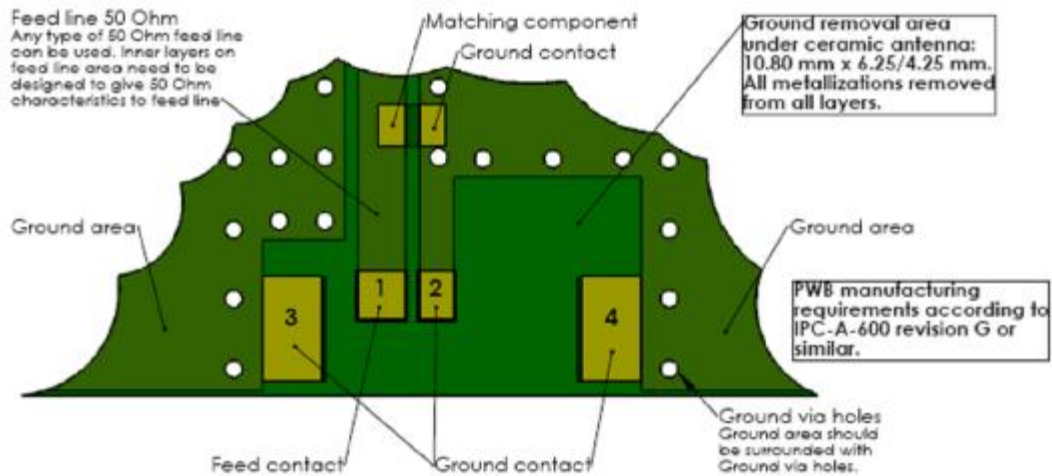 Feed line 50 Ohm
Any type of 50 Ohm feed line
can be used. Inner layers on
feed line area need to be
designed to give 50 Ohm
characteristics to feed line
Matching component
Ground contact
Ground removal area
under ceramic antenna:
10.80 mm x 6.25/4.25 mm.
All metallizations removed
from all layers.
Ground area
Ground area
1
2
3
4
PWB manufacturing
requirements according to
IPC-A-600 revision G or
similar.
Feed contact
Ground contact
Ground via holes
Ground area should
be surrounded with
Ground via holes.